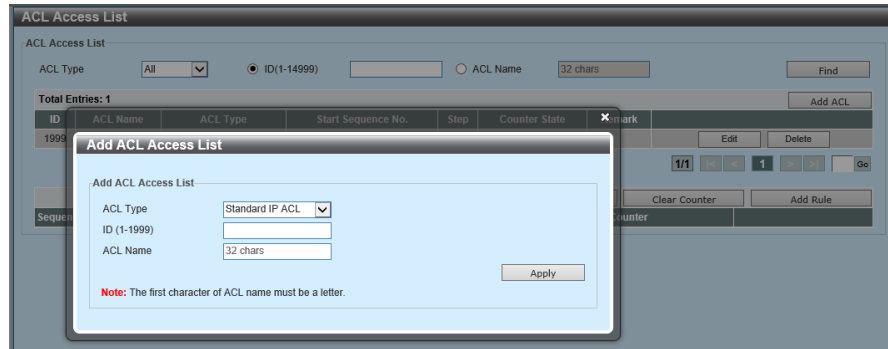 ACL Access List
ACL Access List
ACL Type All ID(1-14999) ACL Name 32 chars Find
Total Entries: 1 Add ACL
ID ACL Name ACL Type Start Sequence No. Step Counter State Remark
1999 Edit Delete
1/1 |< < 1 > >| Go
Clear Counter Add Rule
Sequen ounter
Add ACL Access List
Add ACL Access List
ACL Type Standard IP ACL
ID (1-1999)
ACL Name 32 chars
Apply
Note: The first character of ACL name must be a letter.